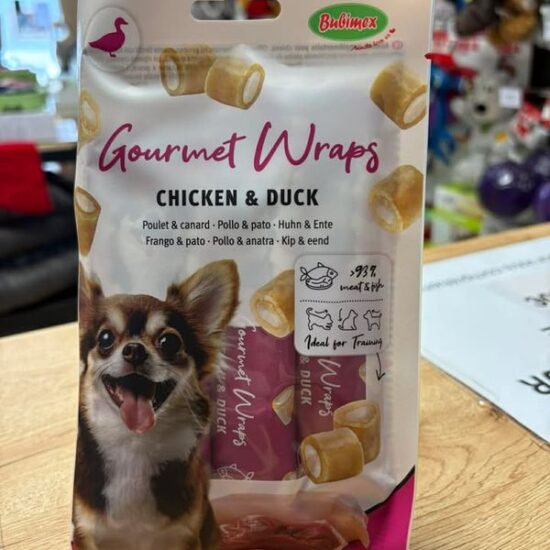 Bubimex
Gourmet Wraps
CHICKEN & DUCK
Poulet & canard · Pollo & pato · Huhn & Ente
Frango & pato · Pollo & anatra · Kip & eend
>93%
meat & fish
Ideal for Training
Gourmet Wraps
& DUCK
Gourmet Wraps
& DUCK